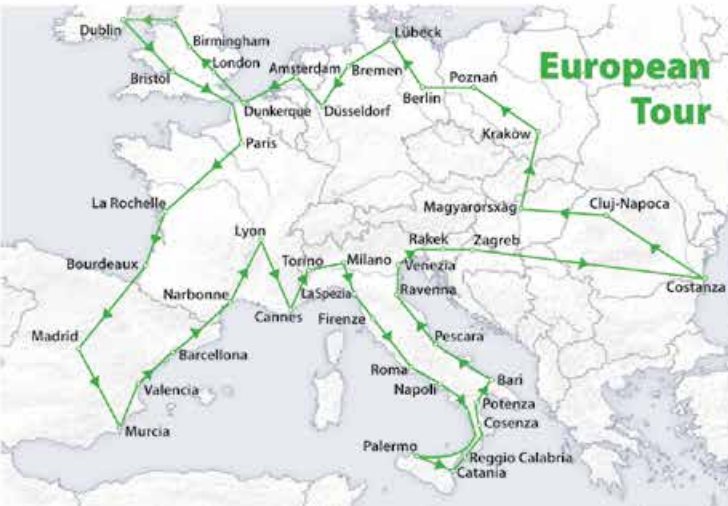 Dublin
Birmingham
London
Bristol
Amsterdam
Bremen
Lübeck
European
Tour
Dunkerque
Düsseldorf
Berlin
Poznań
Paris
Kraków
La Rochelle
Lyon
Magyarorsxàg
Cluj-Napoca
Bourdeaux
Narbonne
Torino
Milano
Rakek
Zagreb
Venezia
Costanza
LaSpezia
Ravenna
Cannes
Firenze
Madrid
Barcellona
Pescara
Valencia
Roma
Napoli
Bari
Potenza
Murcia
Cosenza
Palermo
Reggio Calabria
Catania